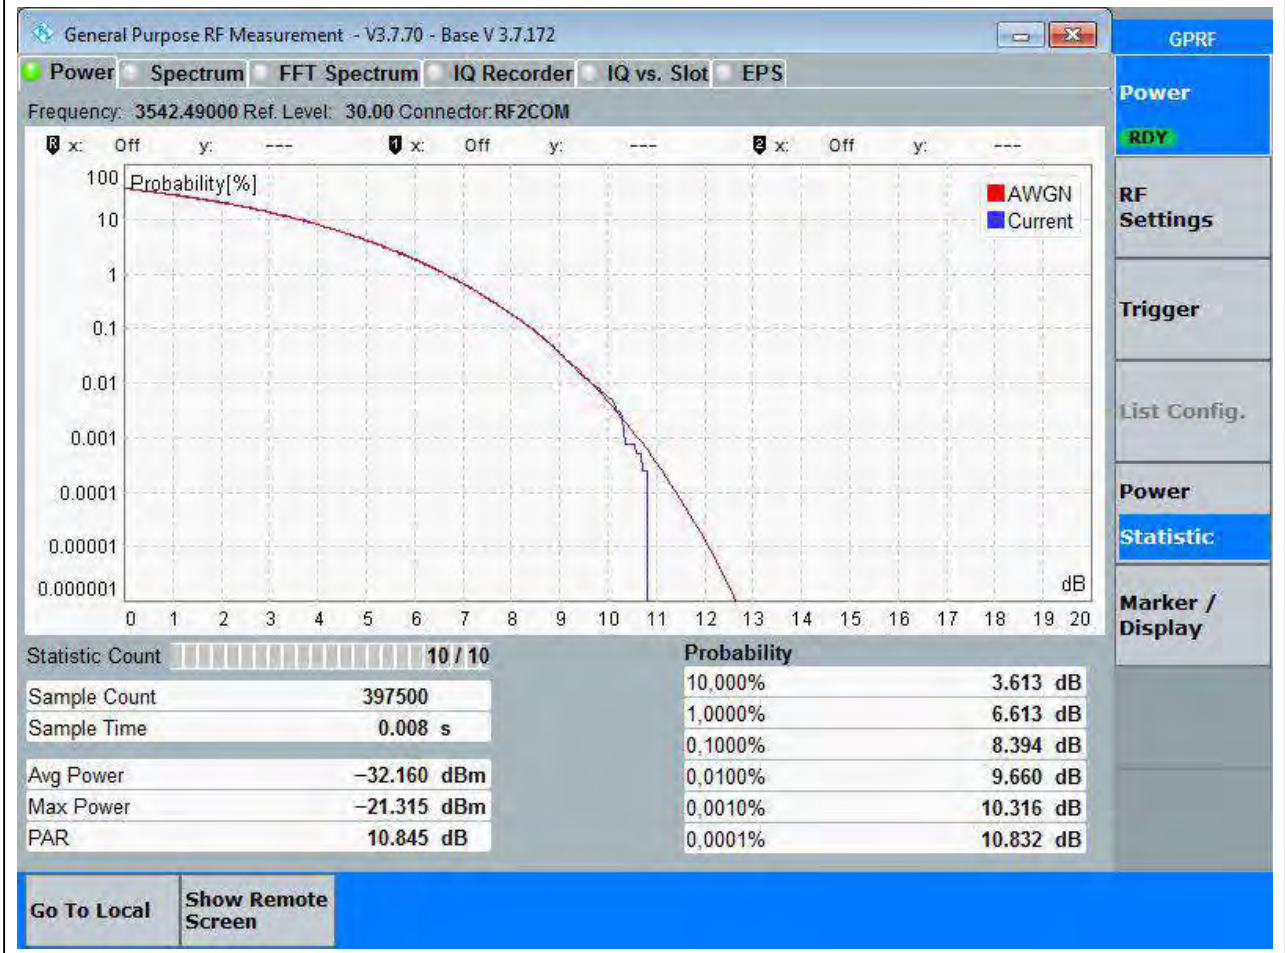 General Purpose RF Measurement - V3.7.70 - Base V 3.7.172
GPRF
Power Spectrum FFT Spectrum IQ Recorder IQ vs. Slot EPS
Frequency: 3542.49000 Ref. Level: 30.00 Connector:RF2COM
R x: Off y: --- 1 x: Off y: --- 2 x: Off y: ---
Probability[%]
AWGN
Current
100
10
1
0.1
0.01
0.001
0.0001
0.00001
0.000001
dB
0 1 2 3 4 5 6 7 8 9 10 11 12 13 14 15 16 17 18 19 20
Statistic Count 10 / 10
Sample Count 397500
Sample Time 0.008 s
Avg Power −32.160 dBm
Max Power −21.315 dBm
PAR 10.845 dB
Probability
10,000% 3.613 dB
1,0000% 6.613 dB
0,1000% 8.394 dB
0,0100% 9.660 dB
0,0010% 10.316 dB
0,0001% 10.832 dB
Power
RDY
RF
Settings
Trigger
List Config.
Power
Statistic
Marker /
Display
Go To Local
Show Remote
Screen